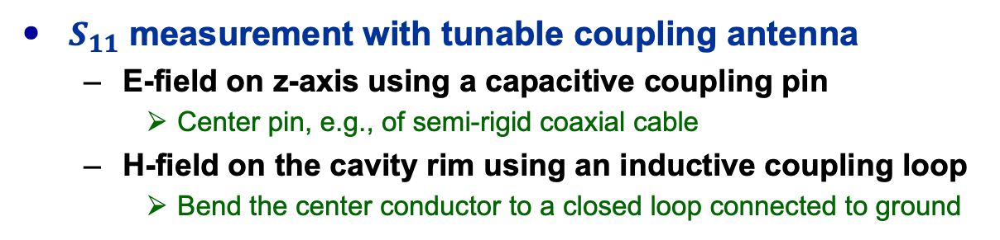 • S₁₁ measurement with tunable coupling antenna
– E-field on z-axis using a capacitive coupling pin
➢ Center pin, e.g., of semi-rigid coaxial cable
– H-field on the cavity rim using an inductive coupling loop
➢ Bend the center conductor to a closed loop connected to ground